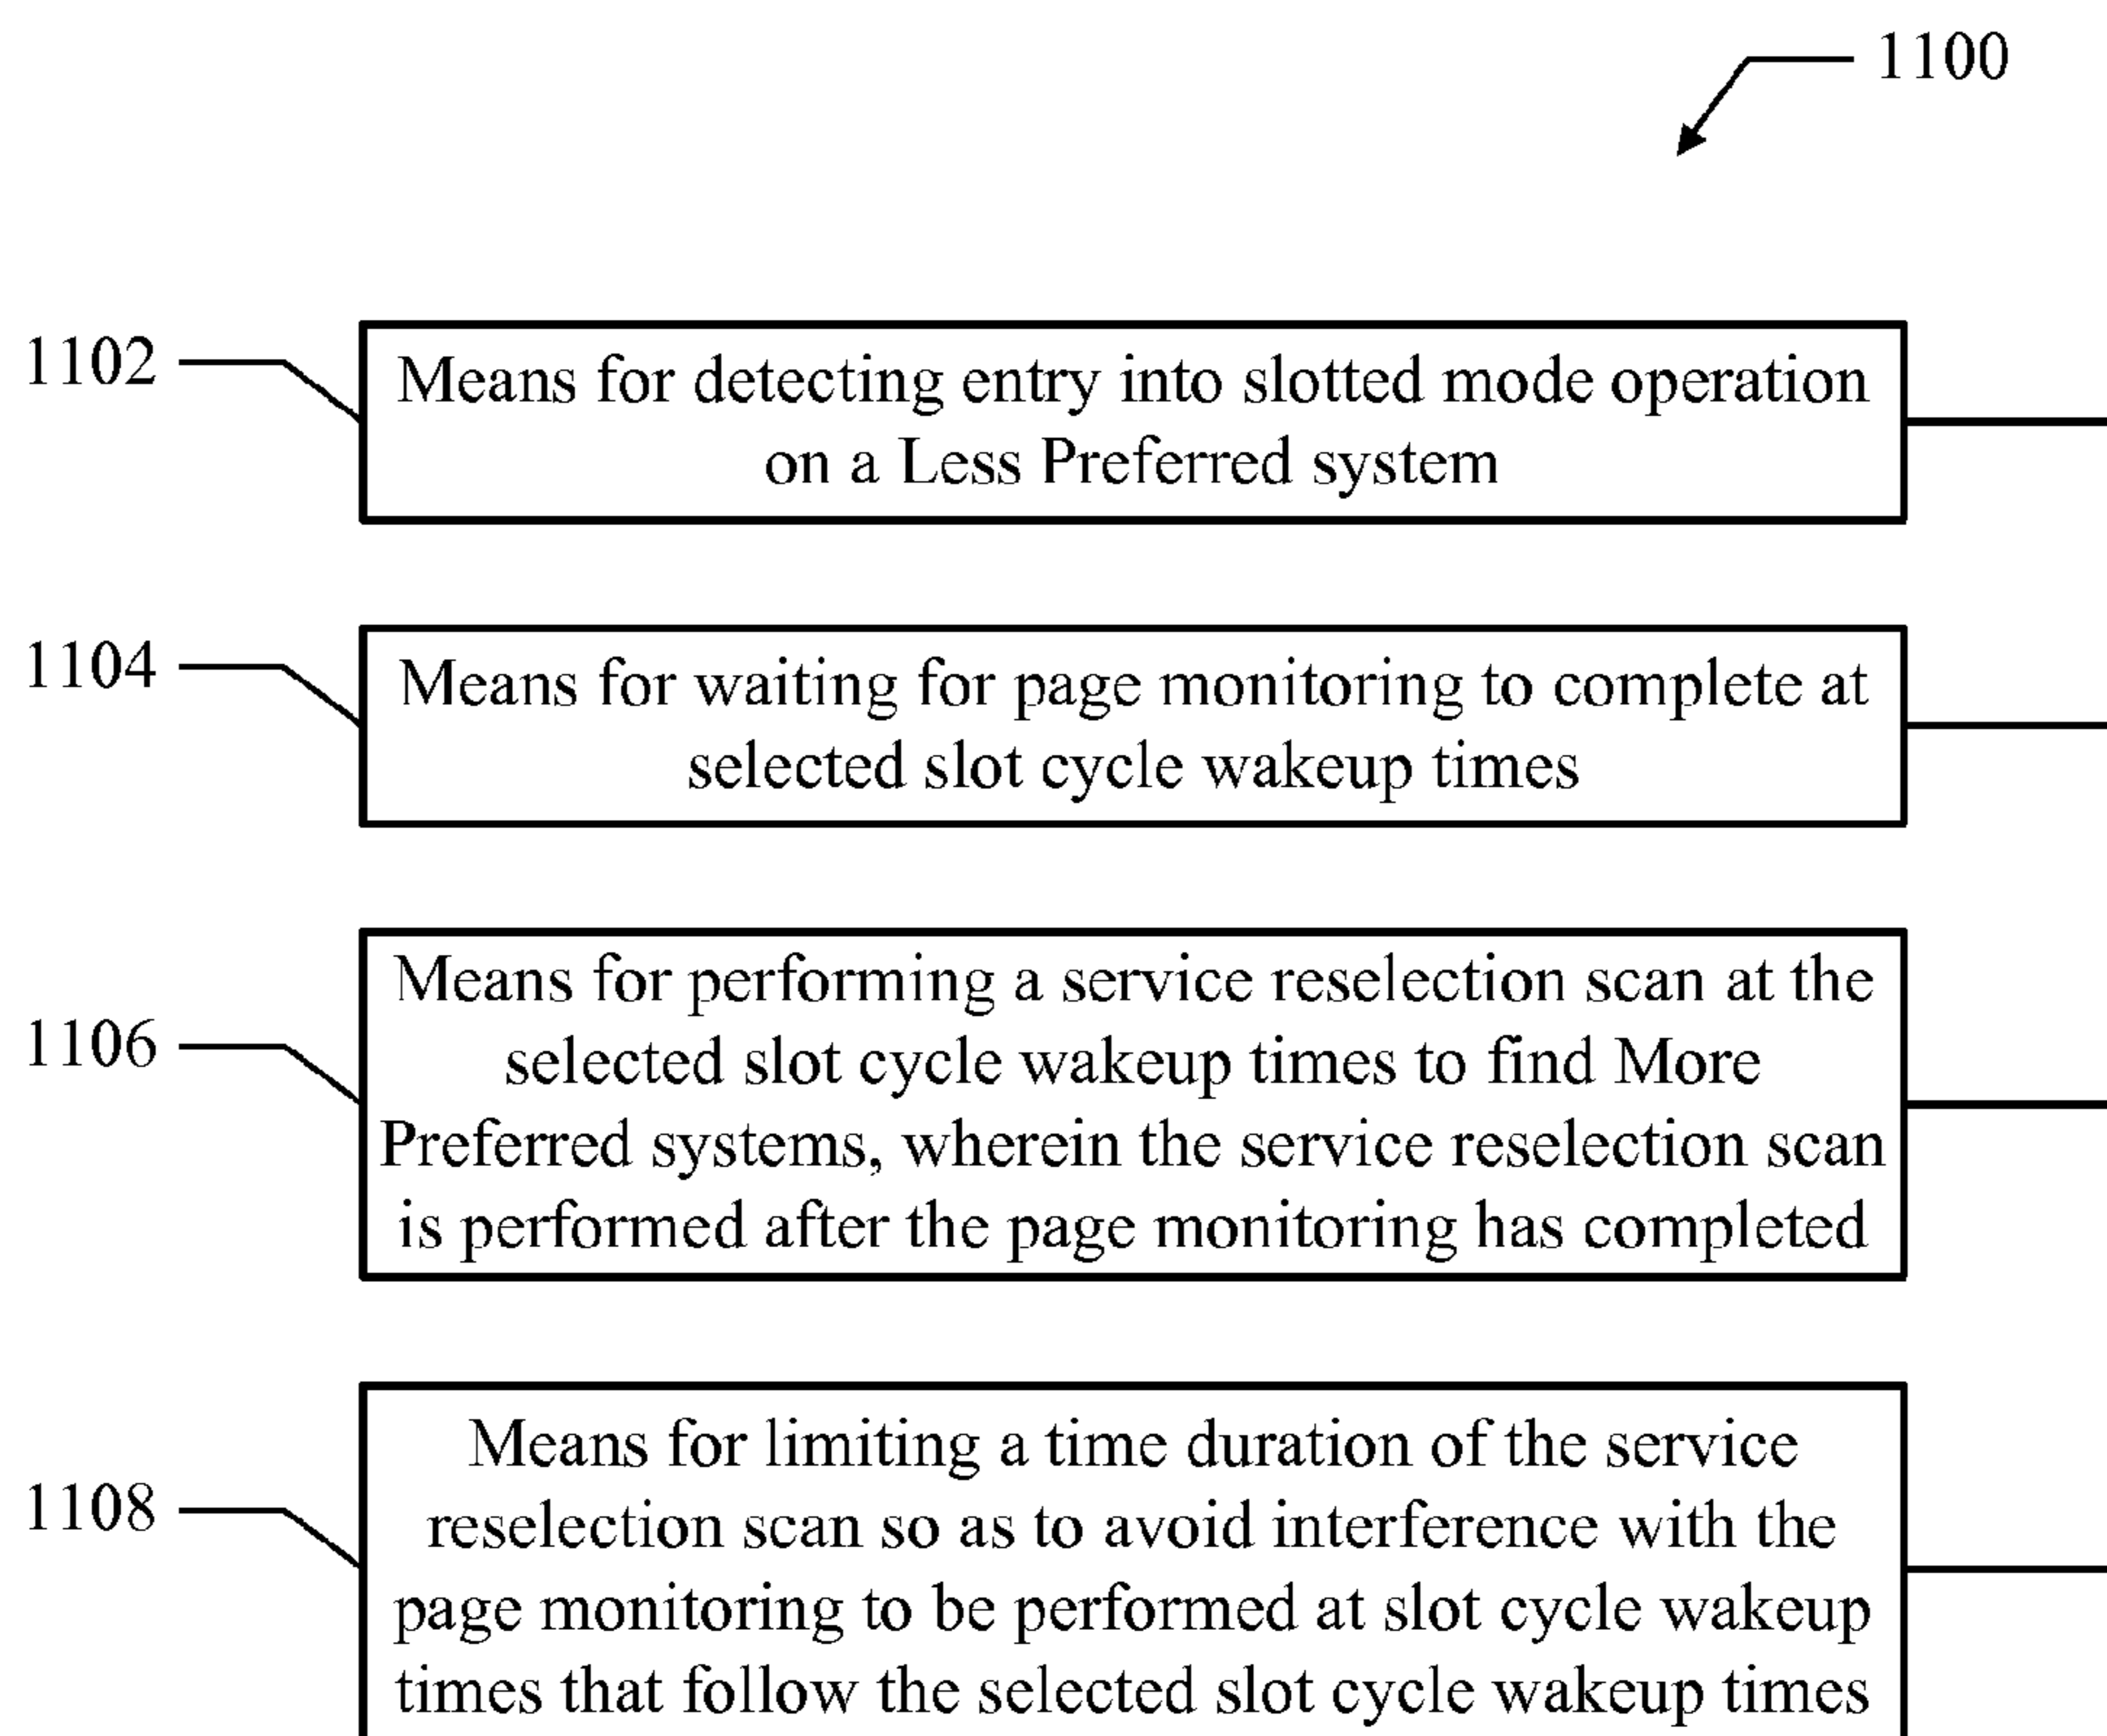 1100
1102
Means for detecting entry into slotted mode operation
on a Less Preferred system
1104
Means for waiting for page monitoring to complete at
selected slot cycle wakeup times
1106
Means for performing a service reselection scan at the
selected slot cycle wakeup times to find More
Preferred systems, wherein the service reselection scan
is performed after the page monitoring has completed
1108
Means for limiting a time duration of the service
reselection scan so as to avoid interference with the
page monitoring to be performed at slot cycle wakeup
times that follow the selected slot cycle wakeup times